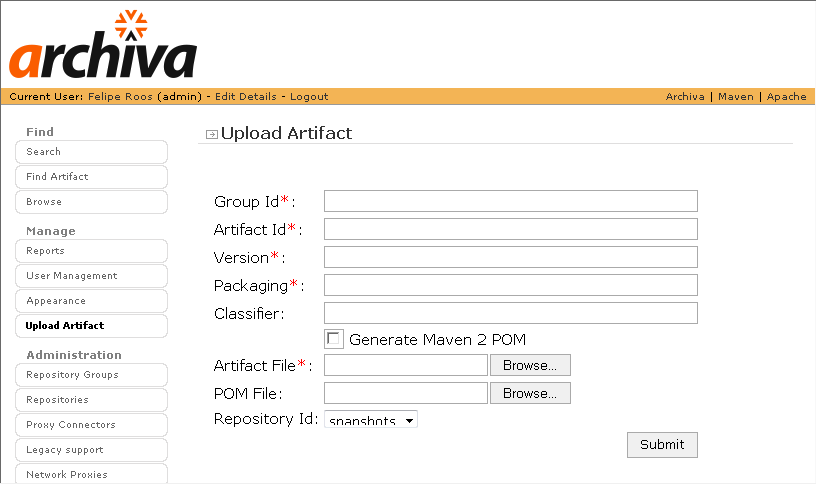 archiva
Current User: Felipe Roos (admin) - Edit Details - Logout
Archiva | Maven | Apache
Find
Search
Find Artifact
Browse
Manage
Reports
User Management
Appearance
Upload Artifact
Administration
Repository Groups
Repositories
Proxy Connectors
Legacy support
Network Proxies
Upload Artifact
Group Id*:
Artifact Id*:
Version*:
Packaging*:
Classifier:
Generate Maven 2 POM
Artifact File*: Browse...
POM File: Browse...
Repository Id: snapshots
Submit